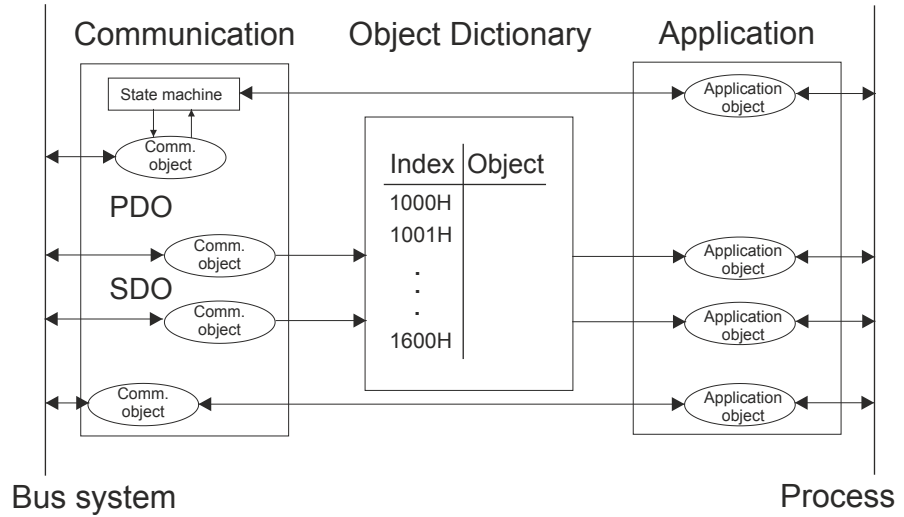 Communication
Object Dictionary
Application
State machine
Comm.
object
PDO
Comm.
object
SDO
Comm.
object
Comm.
object
Index Object
1000H
1001H
.
.
.
1600H
Application
object
Application
object
Application
object
Application
object
Bus system
Process